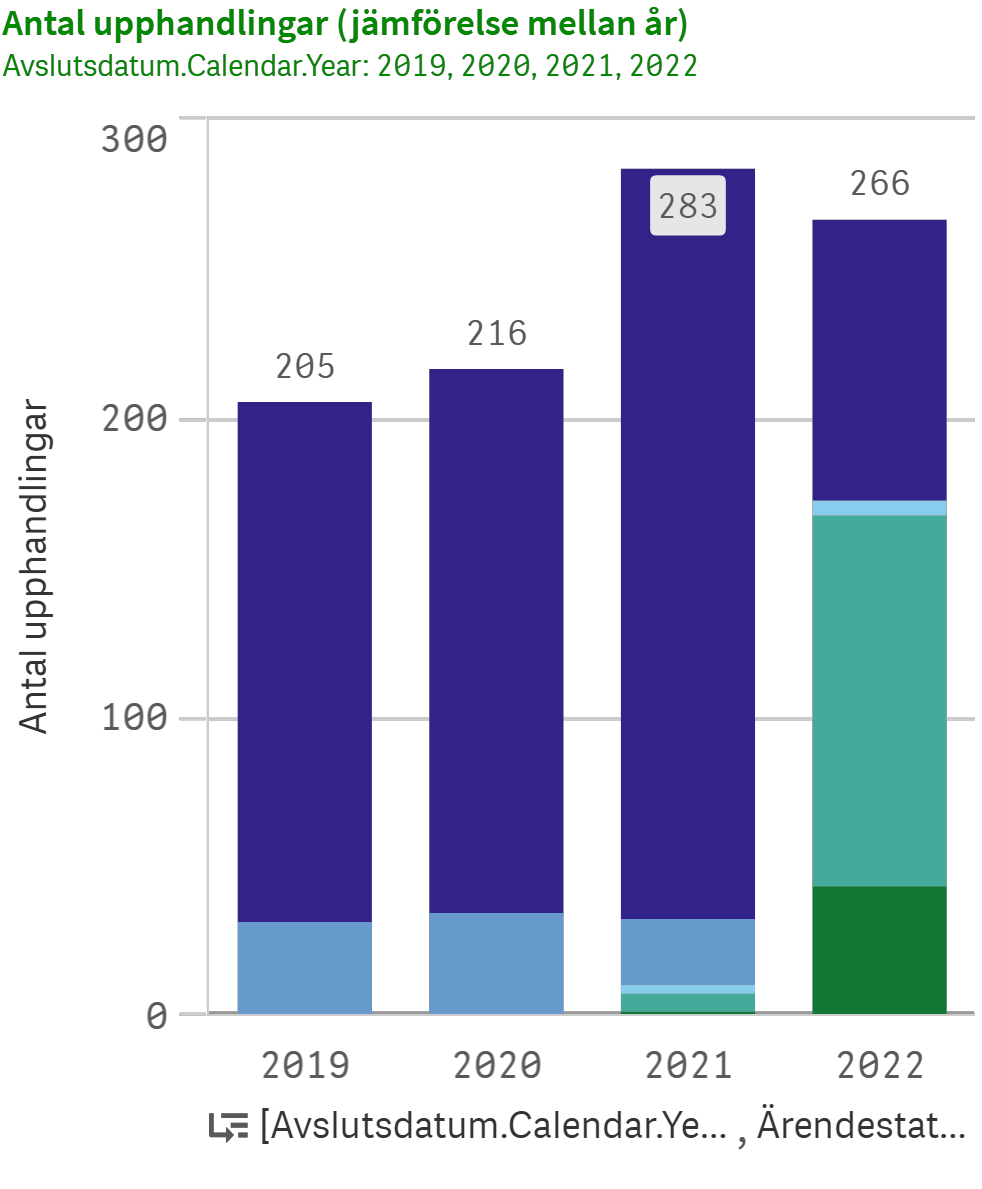 Antal upphandlingar (jämförelse mellan år)
Avslutsdatum.Calendar.Year: 2019, 2020, 2021, 2022
300
283
266
216
205
200
100
0
Antal upphandlingar
2019 2020 2021 2022
[Avslutsdatum.Calendar.Ye... , Ärendestat...